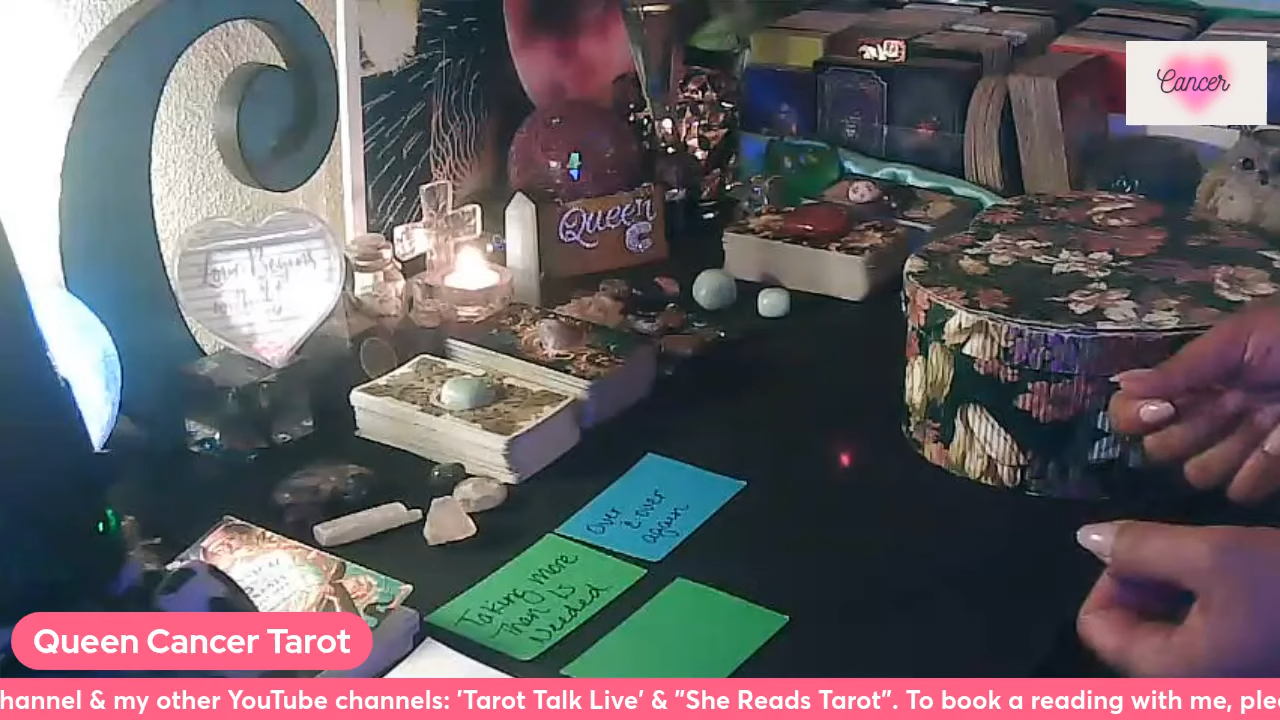 Cancer
Queen
C
Over
& over
again
Taking more
Than is
Needed
Queen Cancer Tarot
hannel & my other YouTube channels: 'Tarot Talk Live' & "She Reads Tarot". To book a reading with me, plea